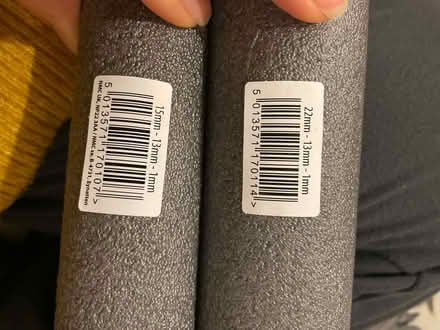 15mm - 13mm - 1mm
5 013571 170107 >
22mm - 13mm - 1mm
5 013571 170114 >